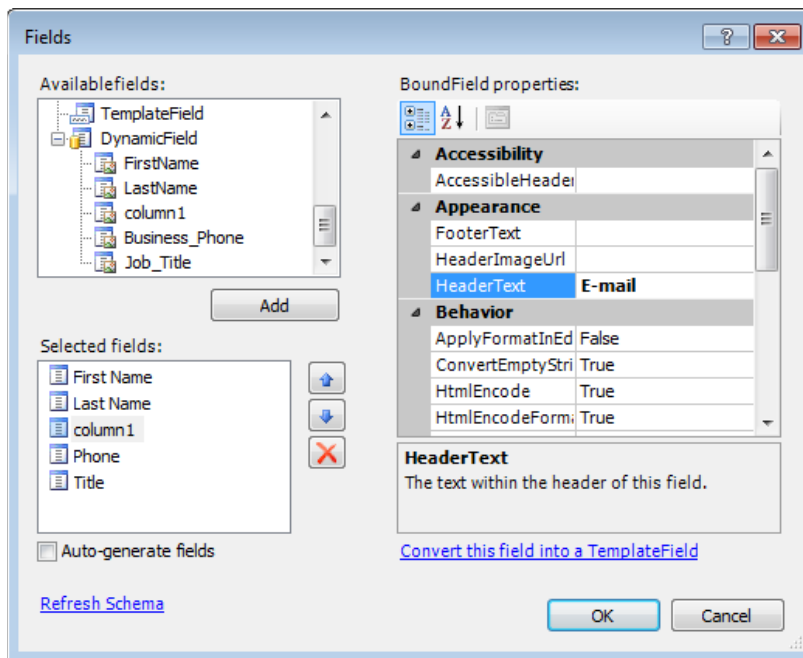 Fields
Availablefields:
TemplateField
DynamicField
FirstName
LastName
column1
Business_Phone
Job_Title
Add
Selected fields:
First Name
Last Name
column1
Phone
Title
Auto-generate fields
Refresh Schema
BoundField properties:
A
Z
Accessibility
AccessibleHeader
Appearance
FooterText
HeaderImageUrl
HeaderText E-mail
Behavior
ApplyFormatInEd False
ConvertEmptyStri True
HtmlEncode True
HtmlEncodeForm True
HeaderText
The text within the header of this field.
Convert this field into a TemplateField
OK Cancel